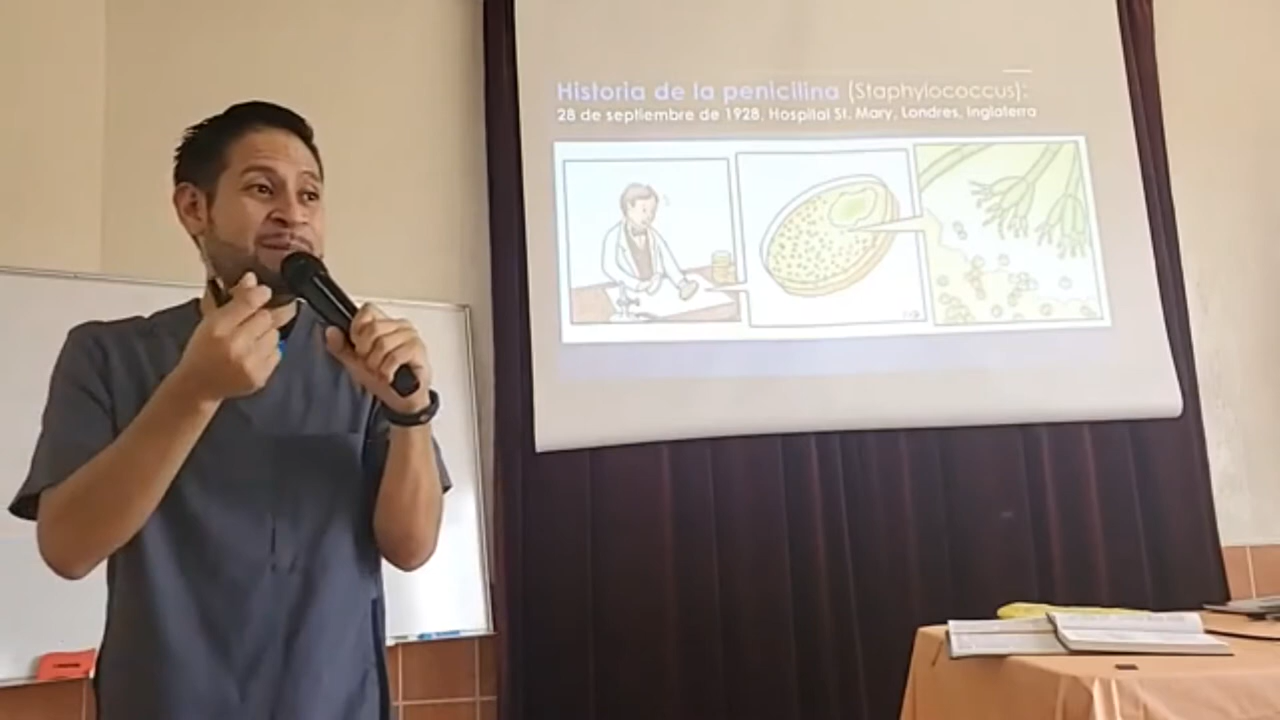 Historia de la penicilina (Staphylococcus):
28 de septiembre de 1928, Hospital St. Mary, Londres, Inglaterra